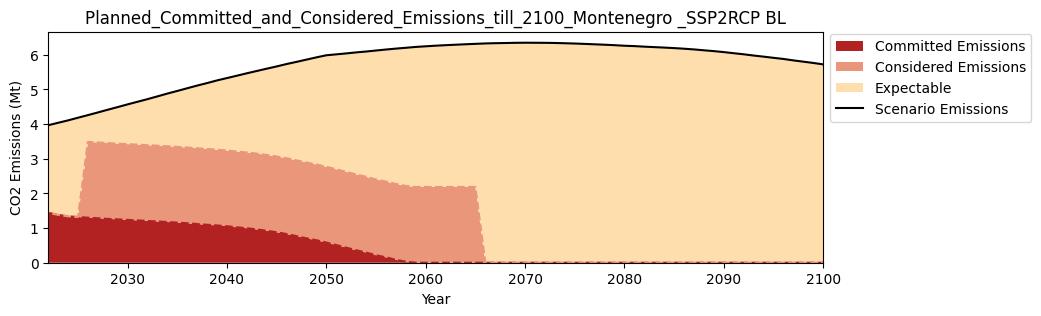 Planned_Committed_and_Considered_Emissions_till_2100_Montenegro _SSP2RCP BL
CO2 Emissions (Mt)
6
5
4
3
2
1
0
2030 2040 2050 2060 2070 2080 2090 2100
Year
Committed Emissions
Considered Emissions
Expectable
Scenario Emissions